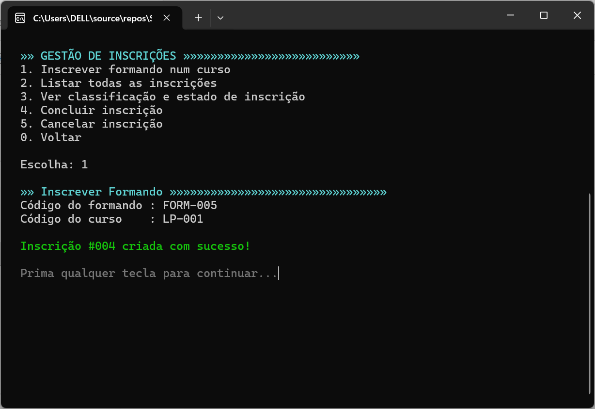 C:\Users\DELL\source\repos\S
»» GESTÃO DE INSCRIÇÕES »»»»»»»»»»»»»»»»»»»»»»»»»»
1. Inscrever formando num curso
2. Listar todas as inscrições
3. Ver classificação e estado de inscrição
4. Concluir inscrição
5. Cancelar inscrição
0. Voltar
Escolha: 1
»» Inscrever Formando »»»»»»»»»»»»»»»»»»»»»»»»»»»»»»»»
Código do formando : FORM-005
Código do curso    : LP-001
Inscrição #004 criada com sucesso!
Prima qualquer tecla para continuar...